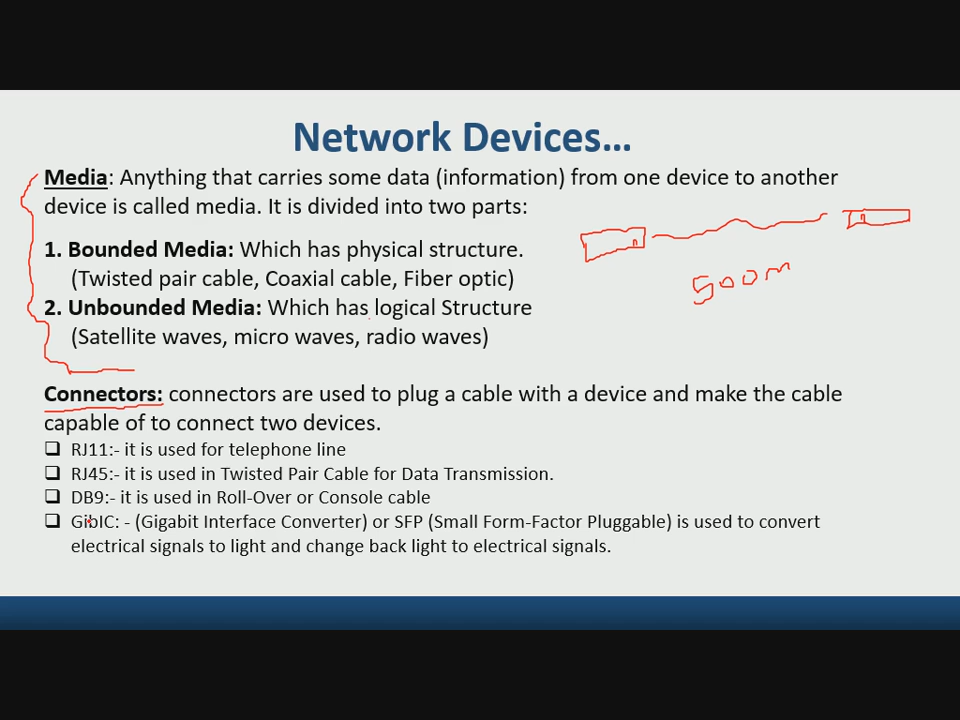 Network Devices...
Media: Anything that carries some data (information) from one device to another
device is called media. It is divided into two parts:
1. Bounded Media: Which has physical structure.
(Twisted pair cable, Coaxial cable, Fiber optic)
500m
2. Unbounded Media: Which has logical Structure
(Satellite waves, micro waves, radio waves)
Connectors: connectors are used to plug a cable with a device and make the cable
capable of to connect two devices.
❑ RJ11:- it is used for telephone line
❑ RJ45:- it is used in Twisted Pair Cable for Data Transmission.
❑ DB9:- it is used in Roll-Over or Console cable
❑ GibIC: - (Gigabit Interface Converter) or SFP (Small Form-Factor Pluggable) is used to convert
electrical signals to light and change back light to electrical signals.